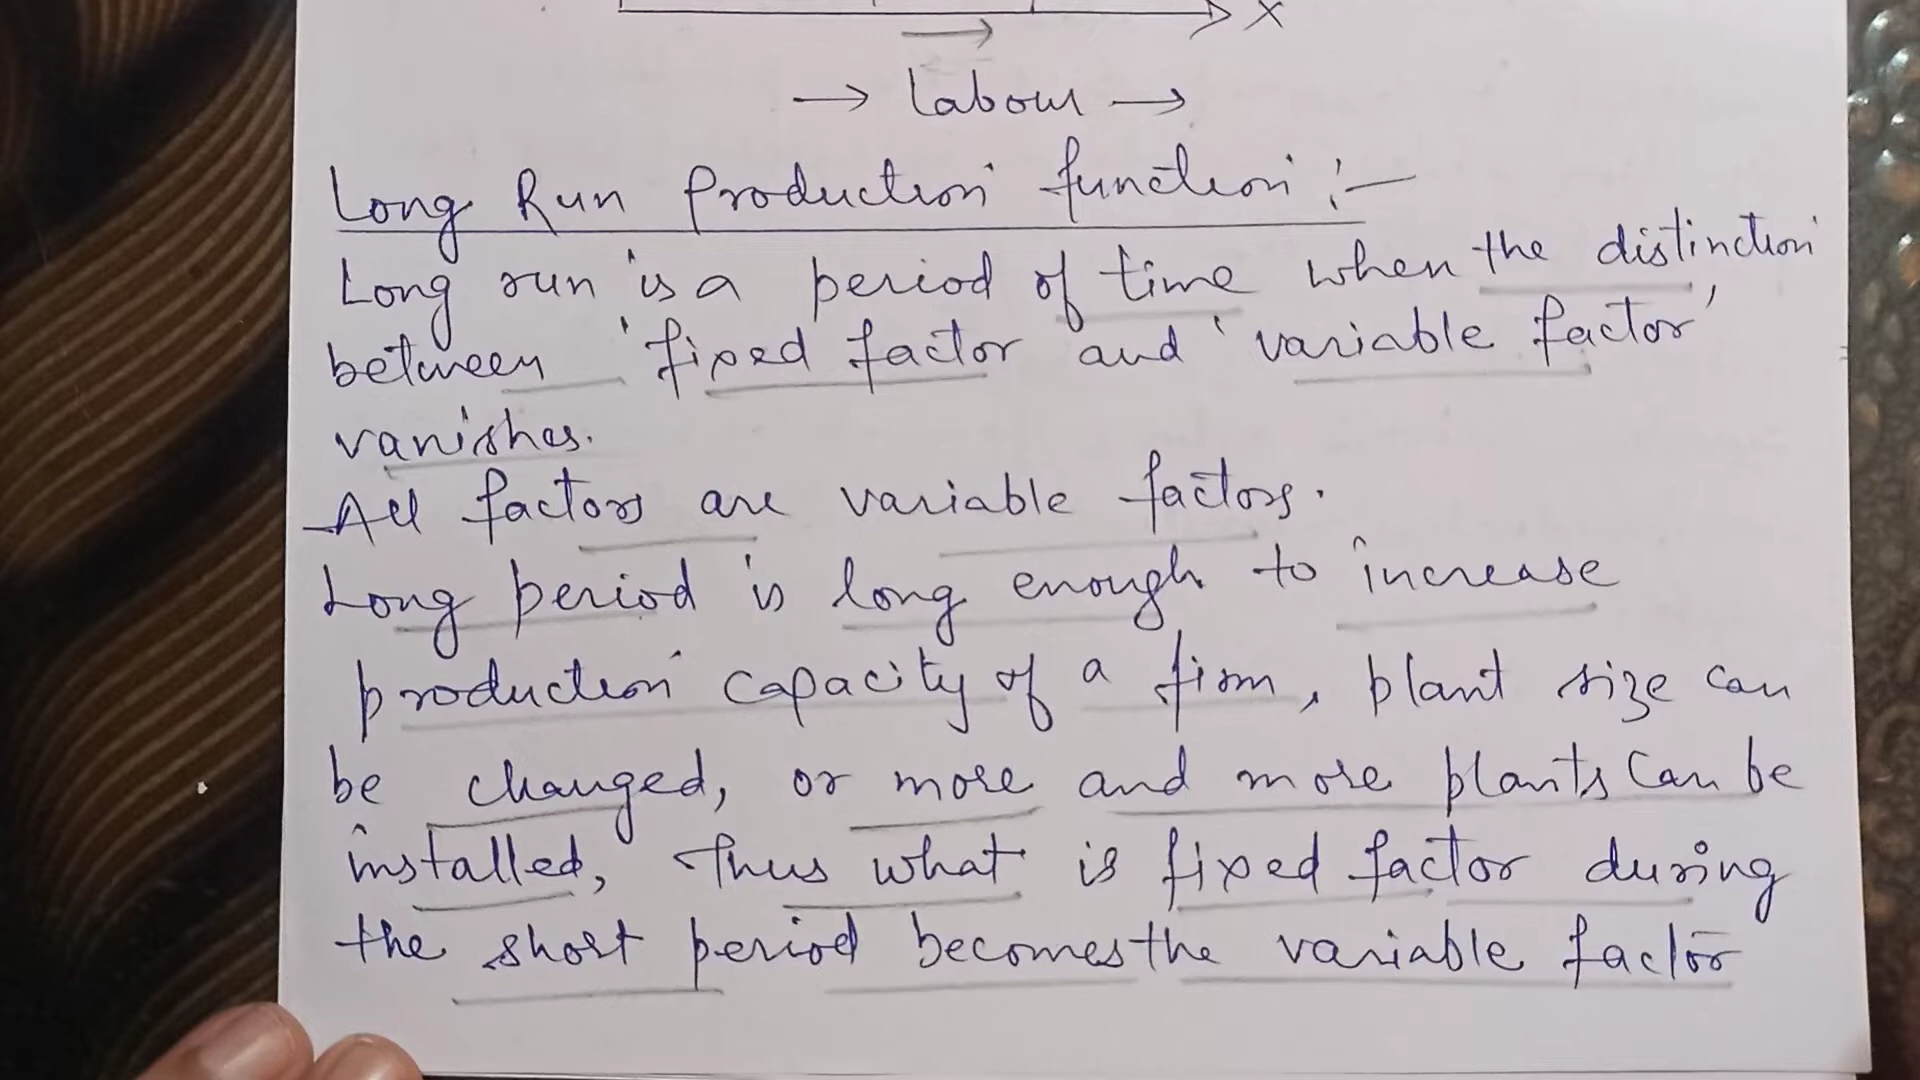 X
→ Labour →
Long Run Production function :-
Long run is a period of time when the distinction
between 'fixed factor and 'variable factor'
vanishes.
All factors are variable factors.
Long period is long enough to increase
production capacity of a firm, plant size can
be changed, or more and more plants can be
installed, Thus what is fixed factor during
the short period becomes the variable factor